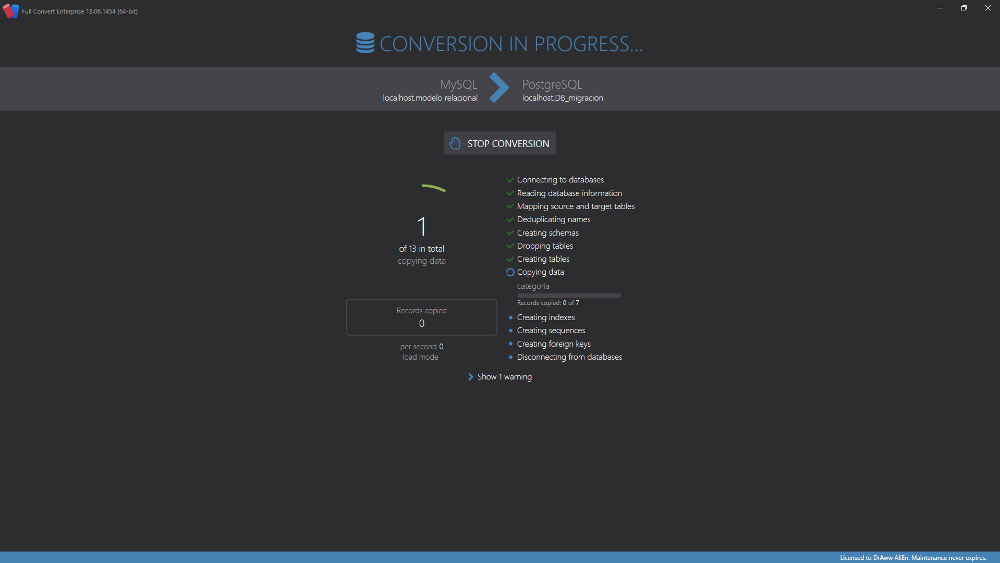 Full Convert Enterprise 18.06.1454 (64-bit)
CONVERSION IN PROGRESS...
MySQL
localhost.modelo relacional
PostgreSQL
localhost.DB_migracion
STOP CONVERSION
1
of 13 in total
copying data
Records copied
0
per second 0
load mode
Connecting to databases
Reading database information
Mapping source and target tables
Deduplicating names
Creating schemas
Dropping tables
Creating tables
Copying data
categoria
Records copied: 0 of 7
Creating indexes
Creating sequences
Creating foreign keys
Disconnecting from databases
Show 1 warning
Licensed to DrAww AliEn. Maintenance never expires.